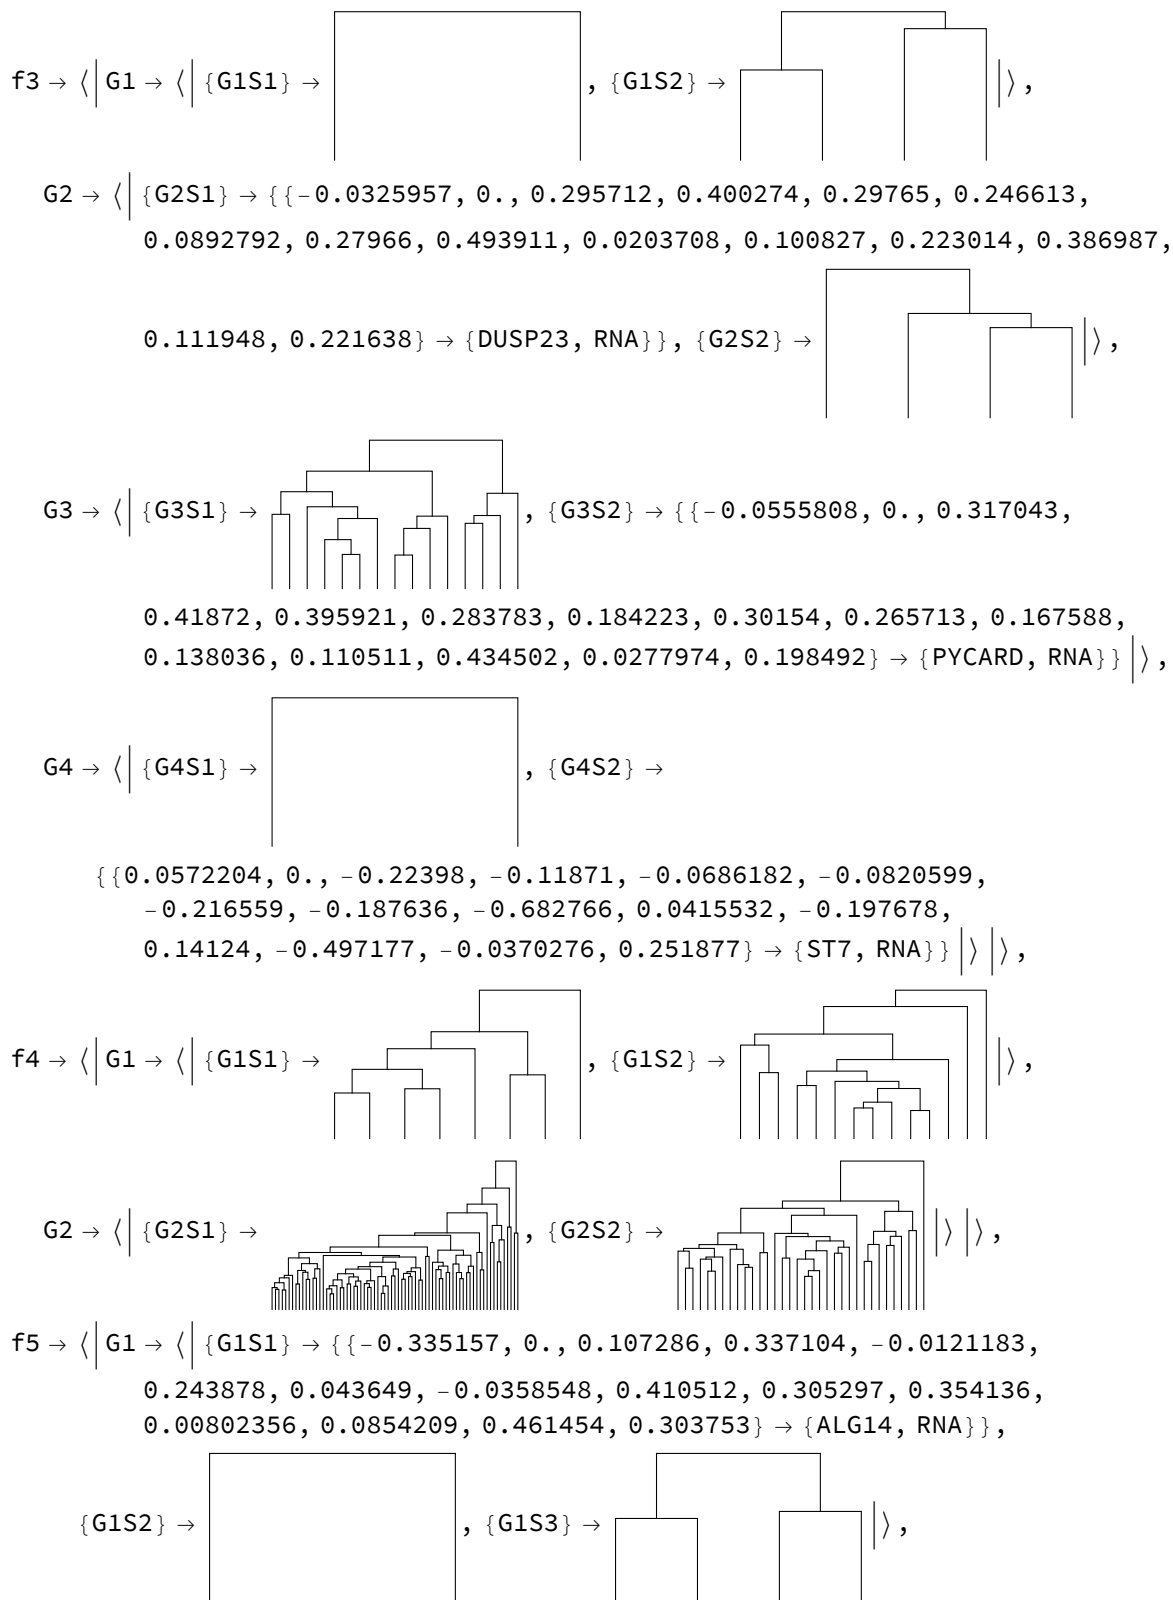 f3 → ⟨| G1 → ⟨| {G1S1} → , {G1S2} → |⟩ ,
G2 → ⟨| {G2S1} → {{-0.0325957, 0., 0.295712, 0.400274, 0.29765, 0.246613,
0.0892792, 0.27966, 0.493911, 0.0203708, 0.100827, 0.223014, 0.386987,
0.111948, 0.221638} → {DUSP23, RNA}}, {G2S2} → |⟩ ,
G3 → ⟨| {G3S1} → , {G3S2} → {{-0.0555808, 0., 0.317043,
0.41872, 0.395921, 0.283783, 0.184223, 0.30154, 0.265713, 0.167588,
0.138036, 0.110511, 0.434502, 0.0277974, 0.198492} → {PYCARD, RNA}} |⟩ ,
G4 → ⟨| {G4S1} → , {G4S2} →
{{0.0572204, 0., -0.22398, -0.11871, -0.0686182, -0.0820599,
-0.216559, -0.187636, -0.682766, 0.0415532, -0.197678,
0.14124, -0.497177, -0.0370276, 0.251877} → {ST7, RNA}} |⟩ |⟩ ,
f4 → ⟨| G1 → ⟨| {G1S1} → , {G1S2} → |⟩ ,
G2 → ⟨| {G2S1} → , {G2S2} → |⟩ |⟩ ,
f5 → ⟨| G1 → ⟨| {G1S1} → {{-0.335157, 0., 0.107286, 0.337104, -0.0121183,
0.243878, 0.043649, -0.0358548, 0.410512, 0.305297, 0.354136,
0.00802356, 0.0854209, 0.461454, 0.303753} → {ALG14, RNA}},
{G1S2} → , {G1S3} → |⟩ ,